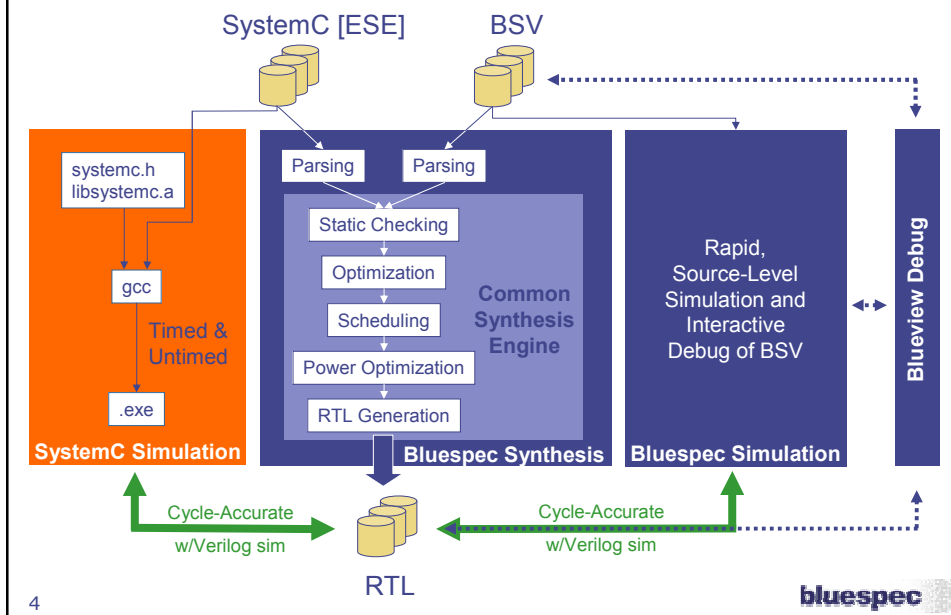 SystemC [ESE]
BSV
systemc.h
libsystemc.a
gcc
Timed &
Untimed
.exe
SystemC Simulation
Parsing
Parsing
Static Checking
Optimization
Scheduling
Power Optimization
RTL Generation
Common
Synthesis
Engine
Bluespec Synthesis
Rapid,
Source-Level
Simulation and
Interactive
Debug of BSV
Bluespec Simulation
Blueview Debug
Cycle-Accurate
w/Verilog sim
Cycle-Accurate
w/Verilog sim
RTL
4
bluespec